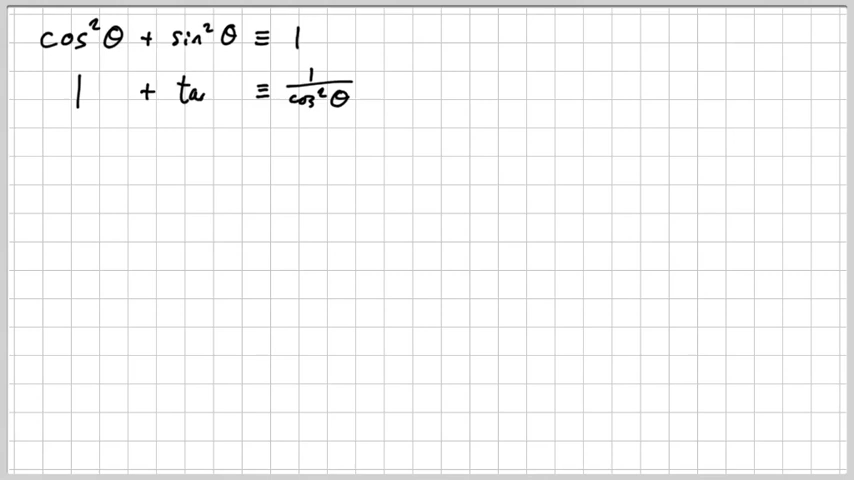 cos²θ + sin²θ ≡ 1
1 + ta ≡ 1/cos²θ